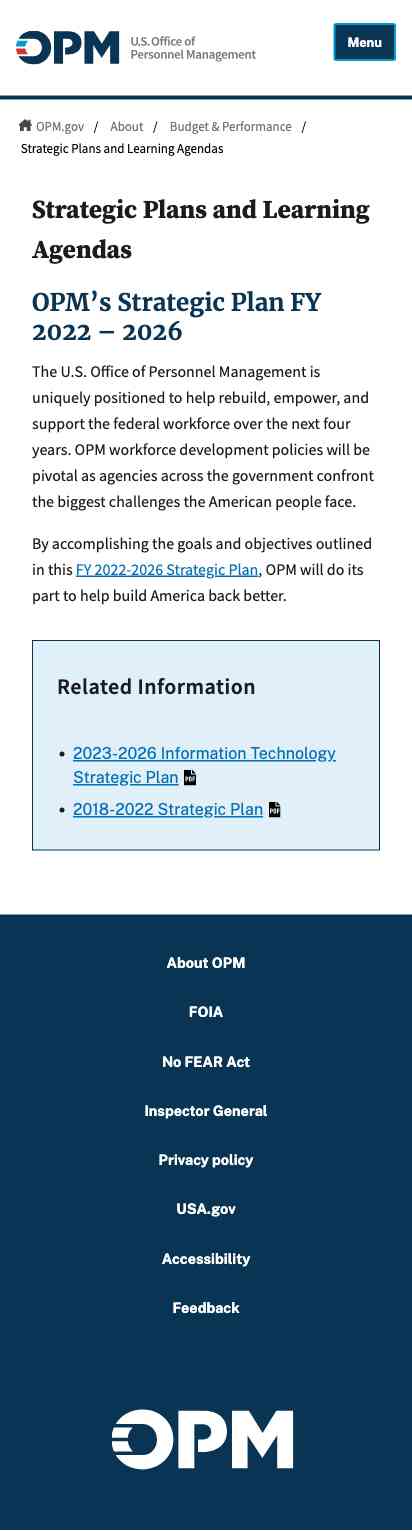 OPM U.S. Office of
Personnel Management
Menu
OPM.gov / About / Budget & Performance /
Strategic Plans and Learning Agendas
Strategic Plans and Learning
Agendas
OPM’s Strategic Plan FY
2022 – 2026
The U.S. Office of Personnel Management is
uniquely positioned to help rebuild, empower, and
support the federal workforce over the next four
years. OPM workforce development policies will be
pivotal as agencies across the government confront
the biggest challenges the American people face.
By accomplishing the goals and objectives outlined
in this FY 2022-2026 Strategic Plan, OPM will do its
part to help build America back better.
Related Information
• 2023-2026 Information Technology
Strategic Plan PDF
• 2018-2022 Strategic Plan PDF
About OPM
FOIA
No FEAR Act
Inspector General
Privacy policy
USA.gov
Accessibility
Feedback
OPM